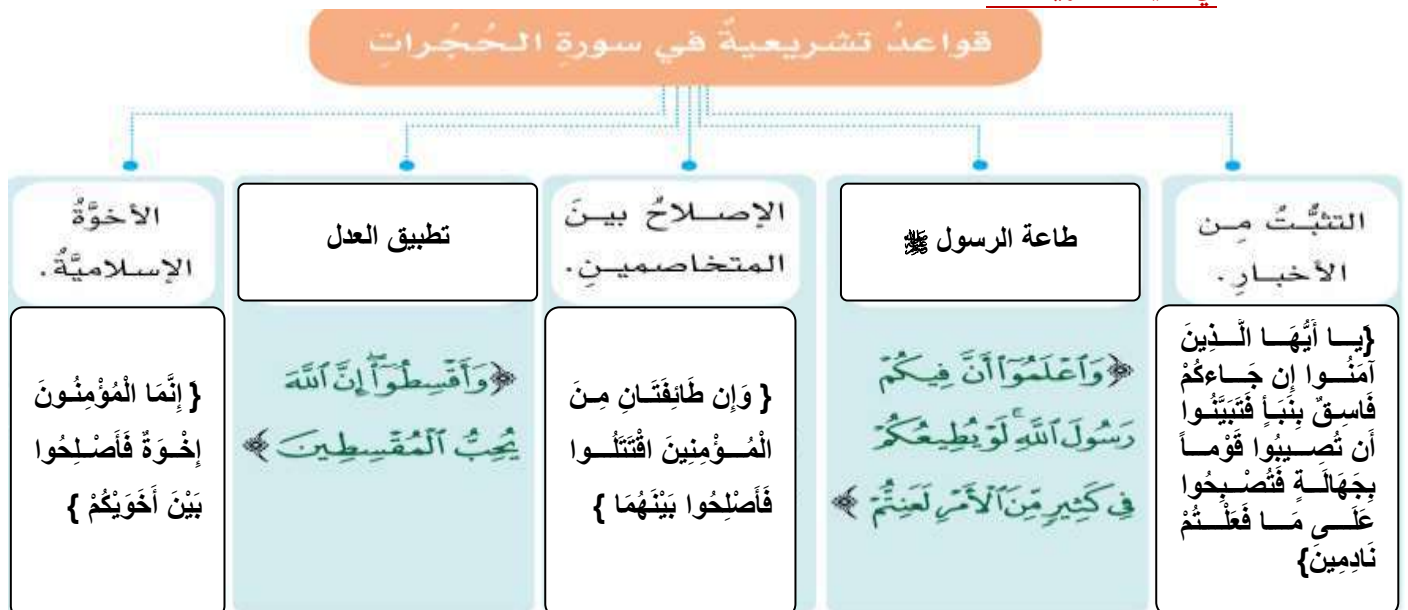 قواعدُ تشريعيةٌ في سورةِ الحُجُراتِ
التثبُّتُ مِن
الأخبارِ.
{يا أَيُّهَا الَّذِينَ
آمَنُوا إِن جَاءكُمْ
فَاسِقٌ بِنَبَأٍ فَتَبَيَّنُوا
أَن تُصِيبُوا قَوْماً
بِجَهَالَةٍ فَتُصْبِحُوا
عَلَى مَا فَعَلْتُمْ
نَادِمِينَ}
طاعة الرسول ﷺ
﴿وَٱعۡلَمُوٓاْ أَنَّ فِيكُمۡ
رَسُولَ ٱللَّهِۚ لَوۡ يُطِيعُكُمۡ
فِي كَثِيرٖ مِّنَ ٱلۡأَمۡرِ لَعَنِتُّمۡ﴾
الإصلاحُ بينَ
المتخاصمينِ.
{ وَإِن طَائِفَتَانِ مِنَ
الْمُؤْمِنِينَ اقْتَتَلُوا
فَأَصْلِحُوا بَيْنَهُمَا }
تطبيق العدل
﴿وَأَقۡسِطُوٓاْۖ إِنَّ ٱللَّهَ
يُحِبُّ ٱلۡمُقۡسِطِينَ﴾
الأخوَّةُ
الإسلاميَّةُ.
{ إِنَّمَا الْمُؤْمِنُونَ
إِخْوَةٌ فَأَصْلِحُوا
بَيْنَ أَخَوَيْكُمْ }